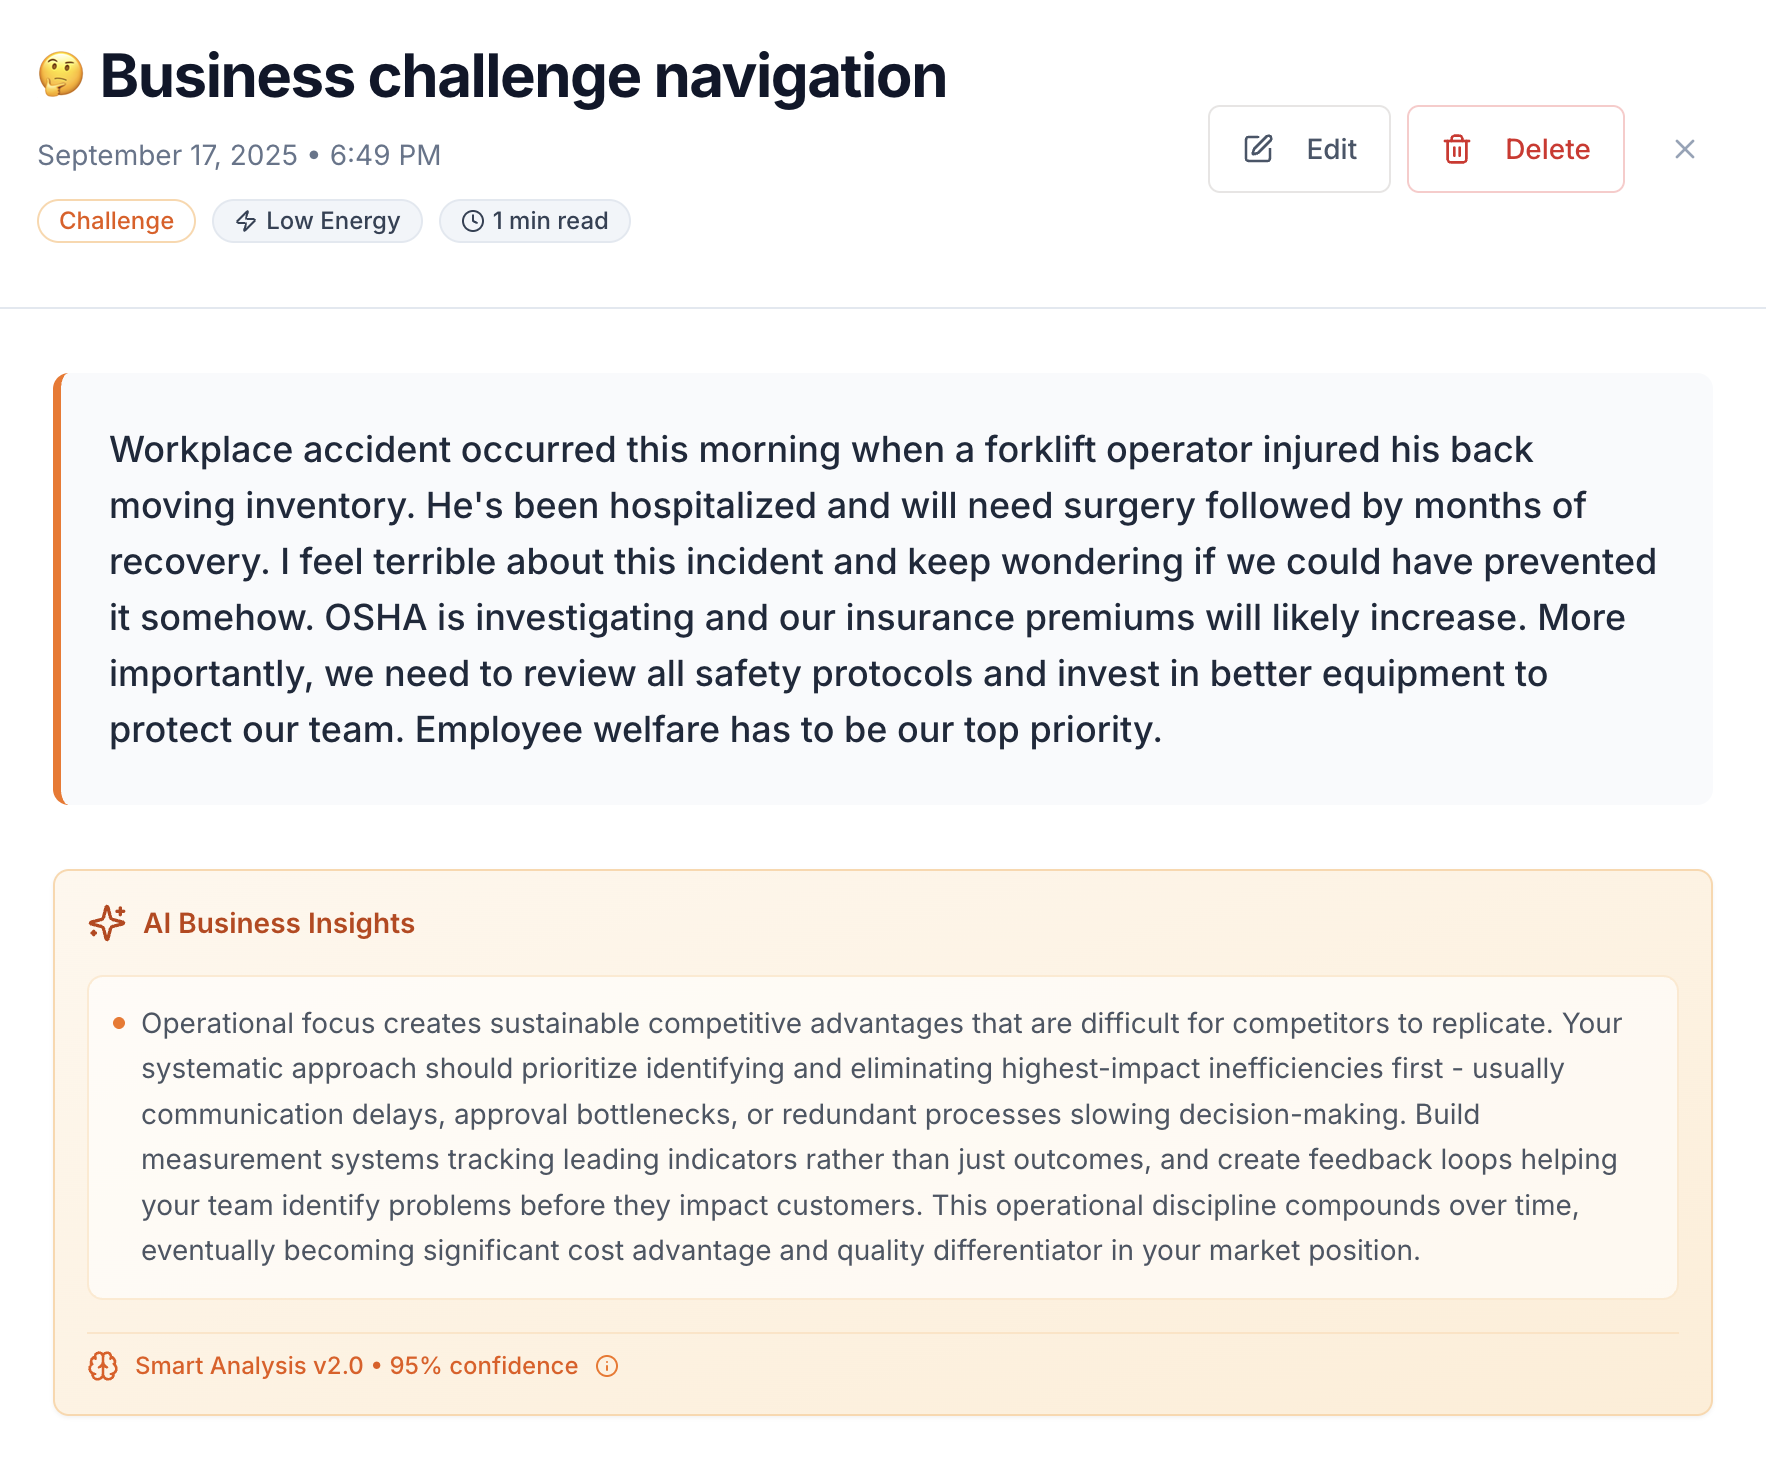 🤔 Business challenge navigation
September 17, 2025 • 6:49 PM
Edit
Delete
Challenge
Low Energy
1 min read
Workplace accident occurred this morning when a forklift operator injured his back
moving inventory. He's been hospitalized and will need surgery followed by months of
recovery. I feel terrible about this incident and keep wondering if we could have prevented
it somehow. OSHA is investigating and our insurance premiums will likely increase. More
importantly, we need to review all safety protocols and invest in better equipment to
protect our team. Employee welfare has to be our top priority.
AI Business Insights
Operational focus creates sustainable competitive advantages that are difficult for competitors to replicate. Your
systematic approach should prioritize identifying and eliminating highest-impact inefficiencies first - usually
communication delays, approval bottlenecks, or redundant processes slowing decision-making. Build
measurement systems tracking leading indicators rather than just outcomes, and create feedback loops helping
your team identify problems before they impact customers. This operational discipline compounds over time,
eventually becoming significant cost advantage and quality differentiator in your market position.
Smart Analysis v2.0 • 95% confidence